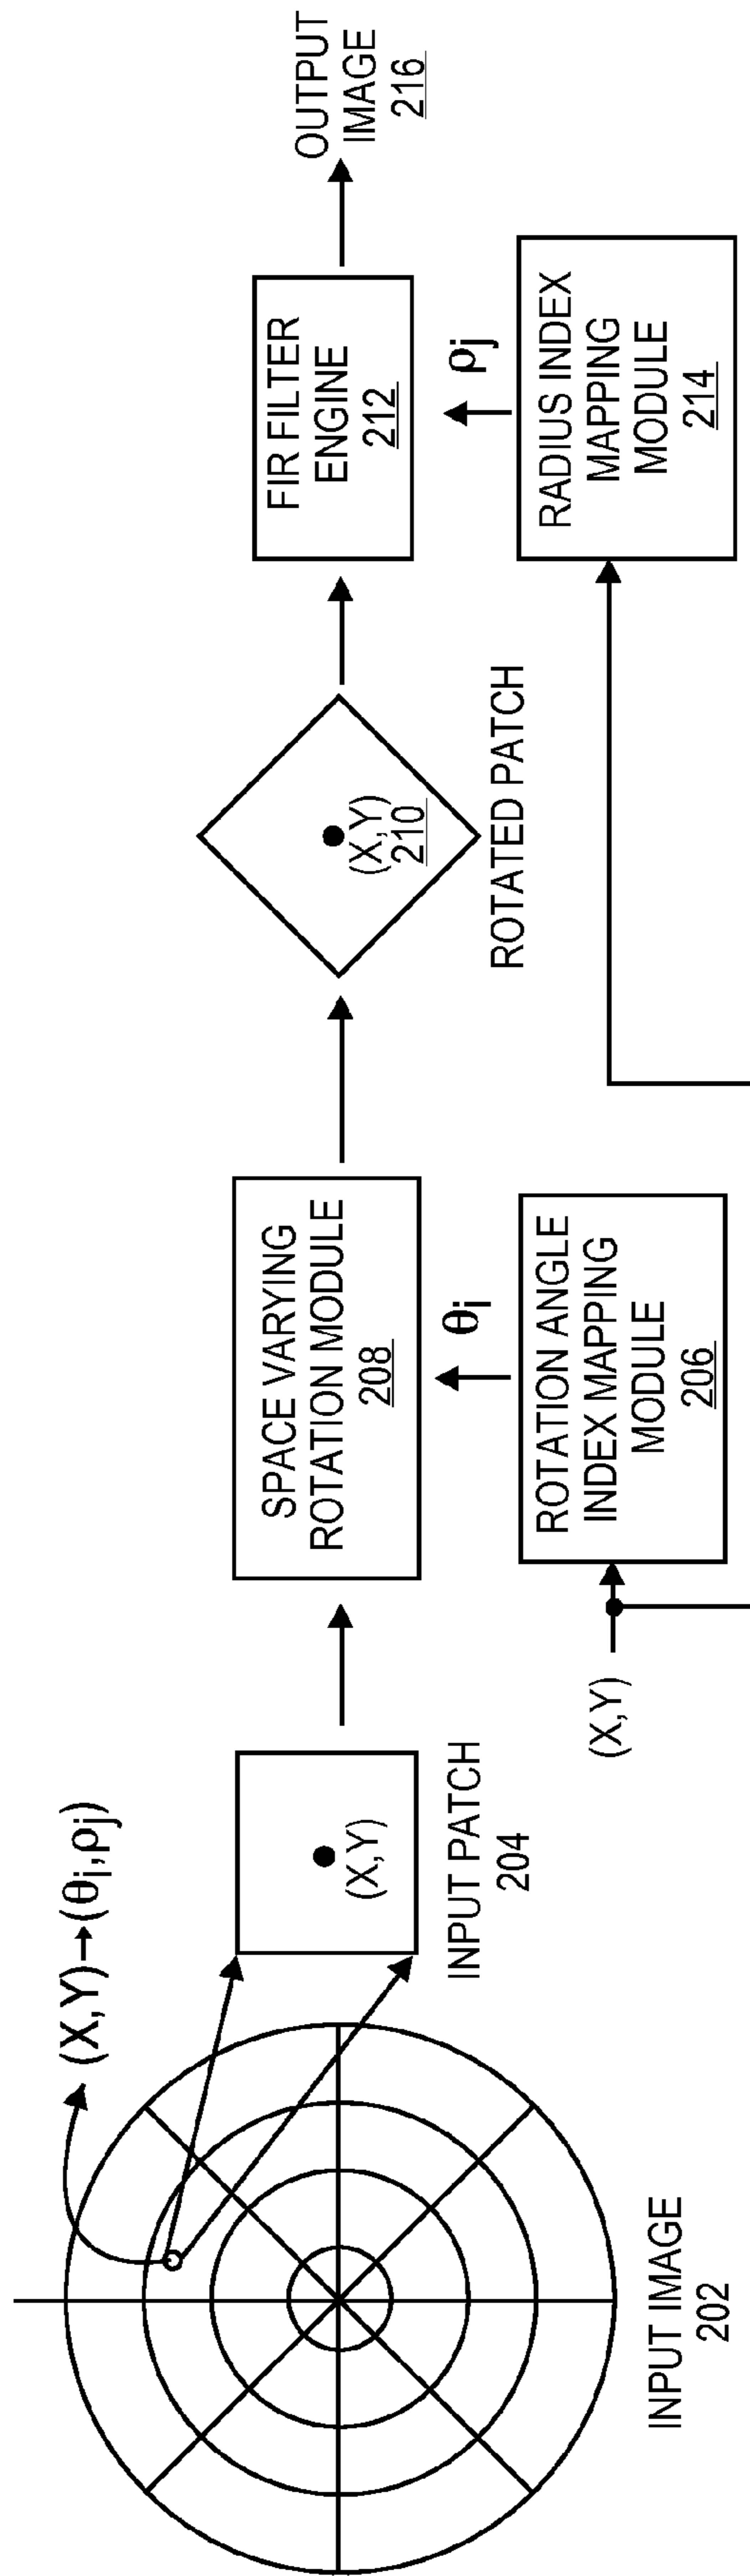 (X,Y)→(θi,ρj)
INPUT IMAGE
202
(X,Y)
INPUT PATCH
204
SPACE VARYING
ROTATION MODULE
208
θi
(X,Y)
ROTATION ANGLE
INDEX MAPPING
MODULE
206
(X,Y)
210
ROTATED PATCH
FIR FILTER
ENGINE
212
ρj
RADIUS INDEX
MAPPING
MODULE
214
OUTPUT
IMAGE
216